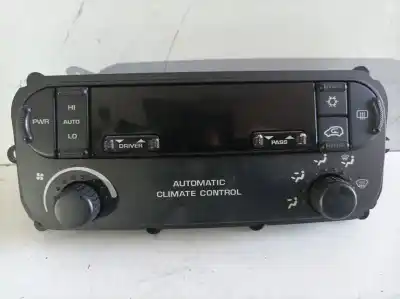 PWR
HI
AUTO
LO
DRIVER
PASS
AUTOMATIC
CLIMATE CONTROL